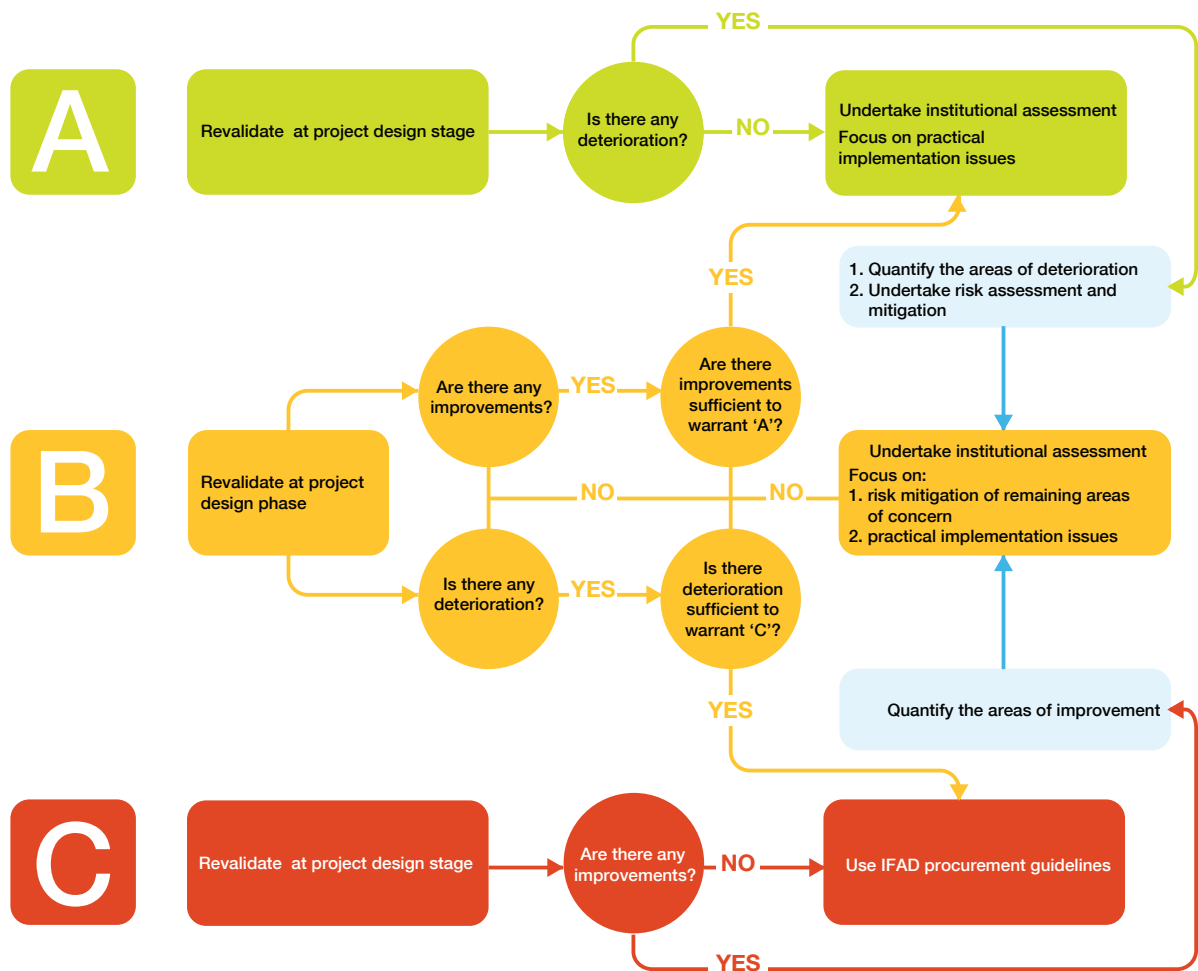 YES
A
Revalidate at project design stage
Is there any
deterioration?
NO
Undertake institutional assessment
Focus on practical
implementation issues
YES
1. Quantify the areas of deterioration
2. Undertake risk assessment and
mitigation
B
Revalidate at project
design phase
Are there any
improvements?
YES
Are there
improvements
sufficient to
warrant ‘A’?
NO
NO
Undertake institutional assessment
Focus on:
1. risk mitigation of remaining areas
of concern
2. practical implementation issues
Is there any
deterioration?
YES
Is there
deterioration
sufficient to
warrant ‘C’?
YES
Quantify the areas of improvement
C
Revalidate at project design stage
Are there any
improvements?
NO
Use IFAD procurement guidelines
YES